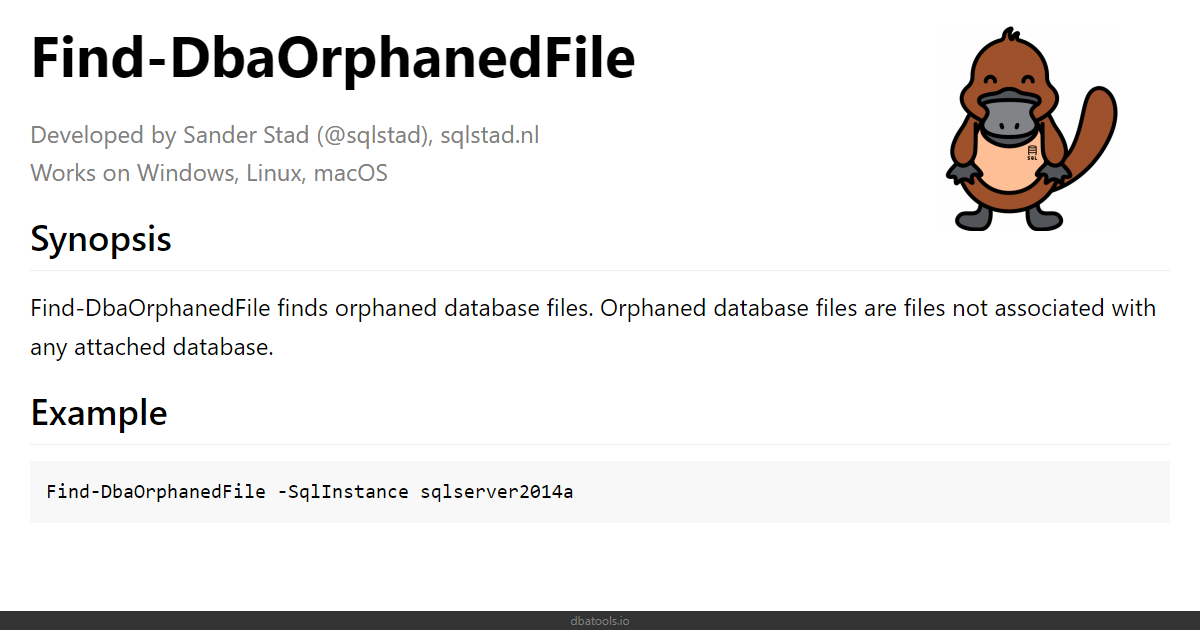 Find-DbaOrphanedFile
Developed by Sander Stad (@sqlstad), sqlstad.nl
Works on Windows, Linux, macOS
SQL
Synopsis
Find-DbaOrphanedFile finds orphaned database files. Orphaned database files are files not associated with
any attached database.
Example
Find-DbaOrphanedFile -SqlInstance sqlserver2014a
dbatools.io